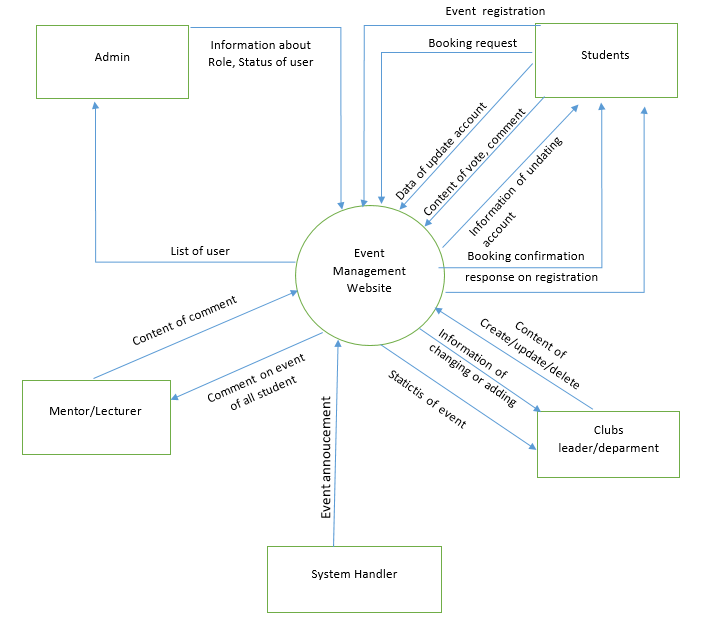 Event registration
Admin
Information about
Role, Status of user
Booking request
Students
Data of update account
Content of vote, comment
Information of undating
account
List of user
Event
Management
Website
Booking confirmation
response on registration
Content of comment
Comment on event
of all student
Content of
Create/update/delete
Information of
changing or adding
Statictis of event
Mentor/Lecturer
Clubs
leader/deparment
Event annoucement
System Handler